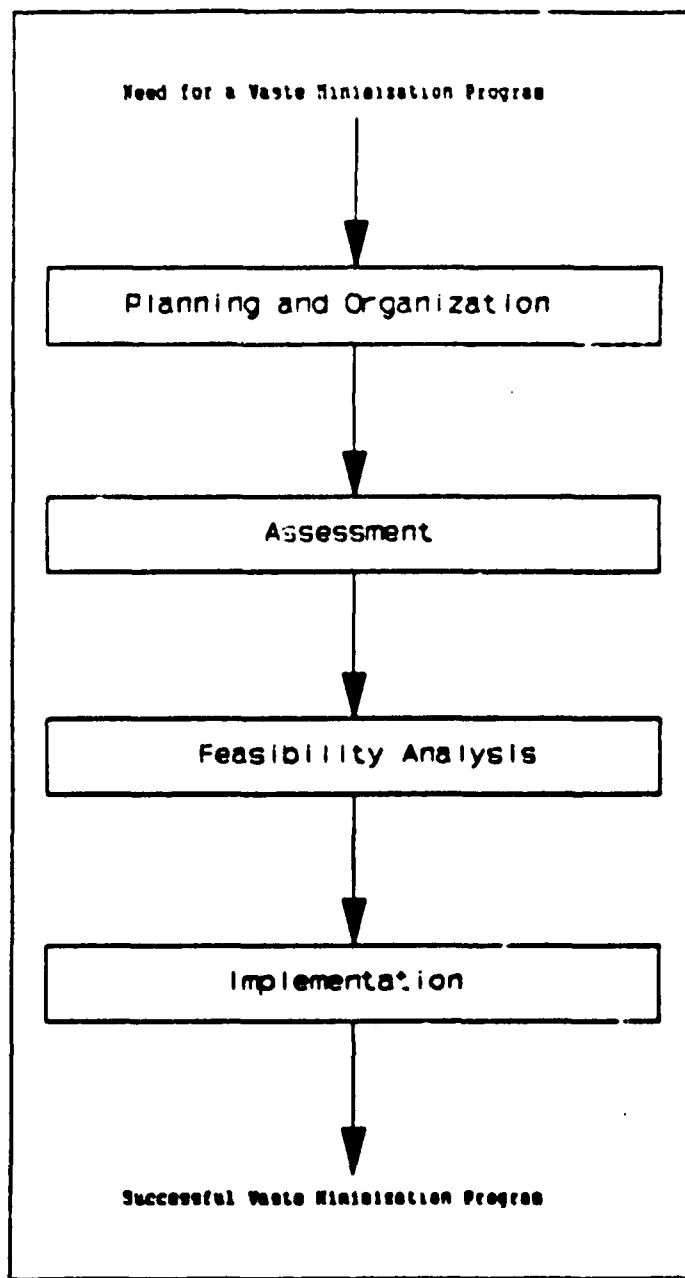 Need for a Waste Minimization Program
Planning and Organization
Assessment
Feasibility Analysis
Implementation
Successful Waste Minimization Program